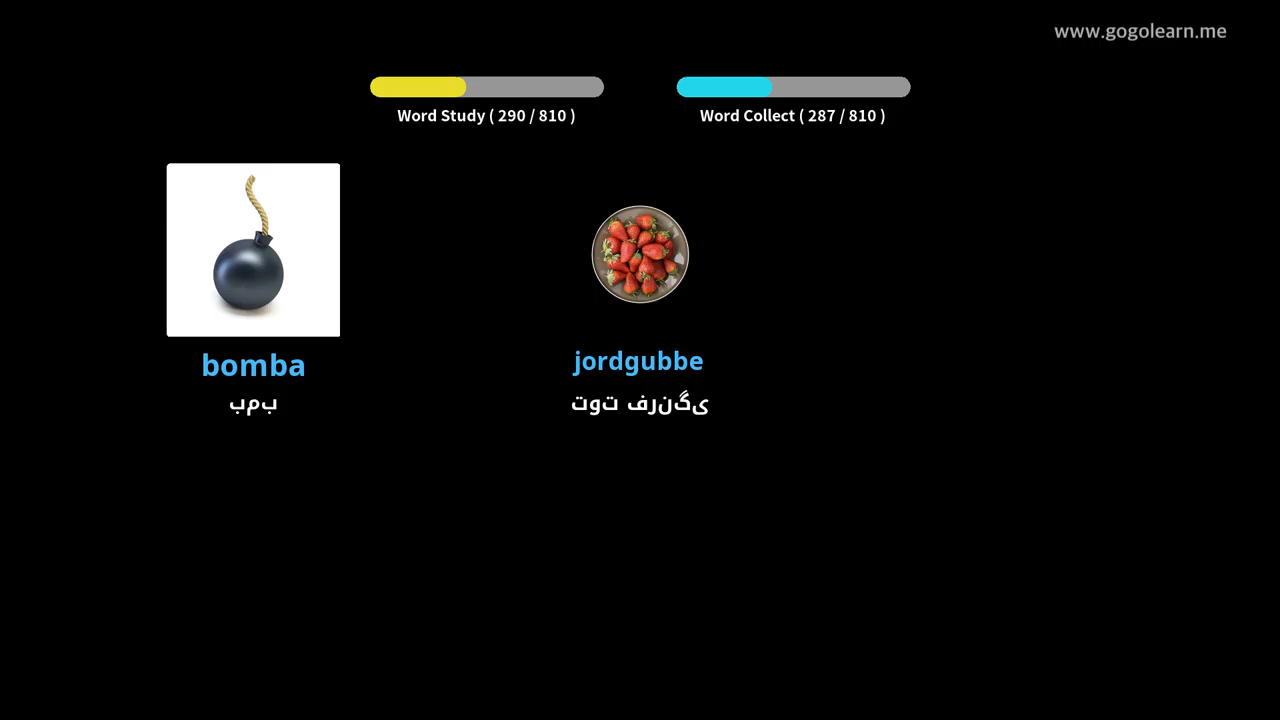 www.gogolearn.me
Word Study ( 290 / 810 )
Word Collect ( 287 / 810 )
bomba
بمب
jordgubbe
توت فرنگی